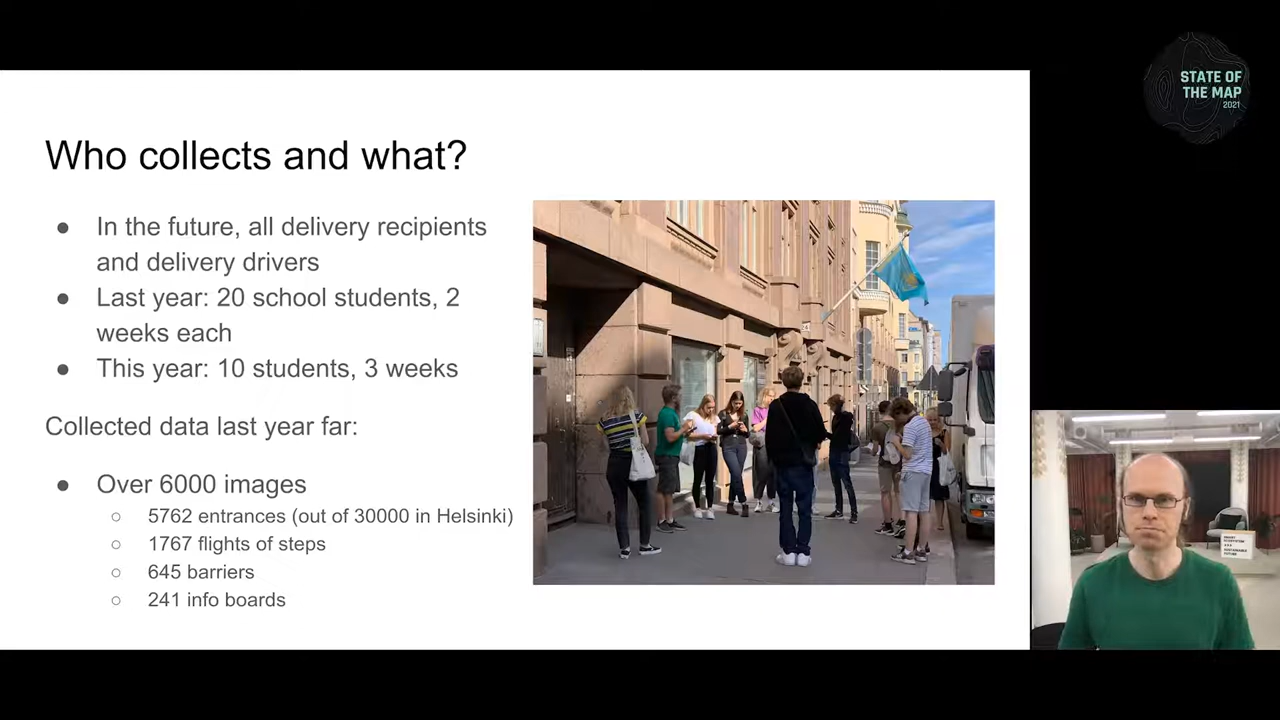 STATE OF
THE MAP
2021
Who collects and what?
● In the future, all delivery recipients
and delivery drivers
● Last year: 20 school students, 2
weeks each
● This year: 10 students, 3 weeks
Collected data last year far:
● Over 6000 images
○ 5762 entrances (out of 30000 in Helsinki)
○ 1767 flights of steps
○ 645 barriers
○ 241 info boards